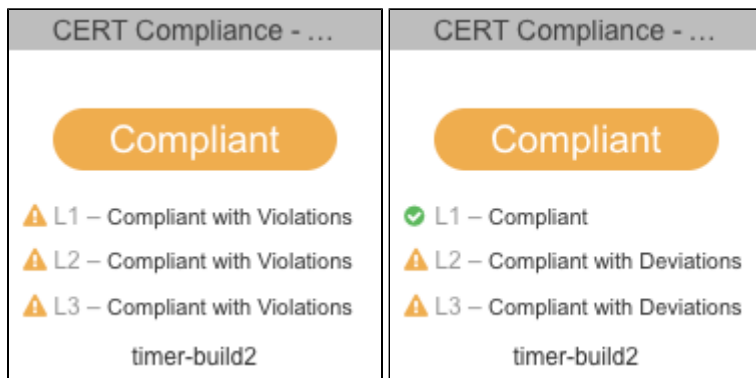 CERT Compliance - ...
Compliant
L1 – Compliant with Violations
L2 – Compliant with Violations
L3 – Compliant with Violations
timer-build2
CERT Compliance - ...
Compliant
L1 – Compliant
L2 – Compliant with Deviations
L3 – Compliant with Deviations
timer-build2